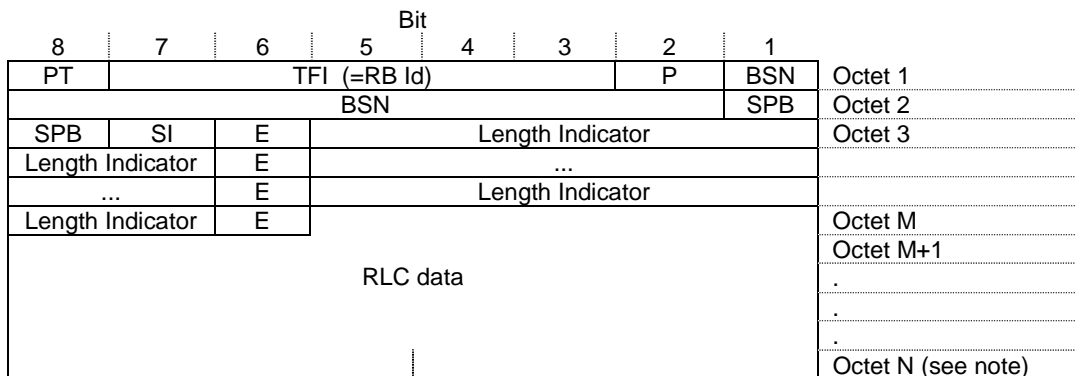 Bit
8 7 6 5 4 3 2 1
PT TFI (=RB Id) P BSN Octet 1
BSN SPB Octet 2
SPB SI E Length Indicator Octet 3
Length Indicator E ...
... E Length Indicator
Length Indicator E Octet M
Octet M+1
RLC data .
.
.
Octet N (see note)